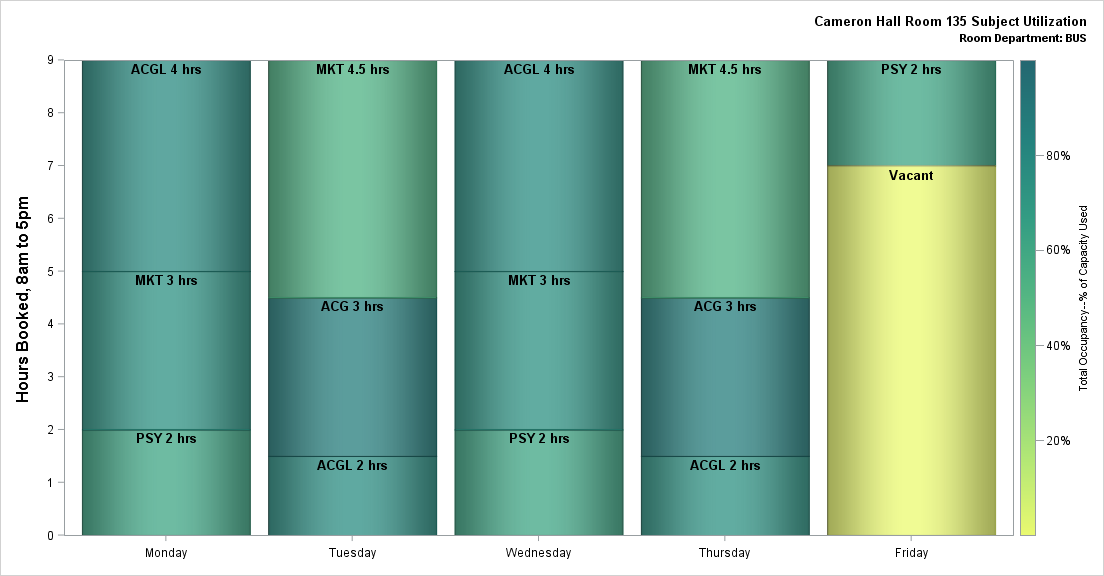 Cameron Hall Room 135 Subject Utilization
Room Department: BUS
Hours Booked, 8am to 5pm
9
8
7
6
5
4
3
2
1
0
ACGL 4 hrs
MKT 3 hrs
PSY 2 hrs
MKT 4.5 hrs
ACG 3 hrs
ACGL 2 hrs
ACGL 4 hrs
MKT 3 hrs
PSY 2 hrs
MKT 4.5 hrs
ACG 3 hrs
ACGL 2 hrs
PSY 2 hrs
Vacant
Monday
Tuesday
Wednesday
Thursday
Friday
80%
60%
40%
20%
Total Occupancy--% of Capacity Used